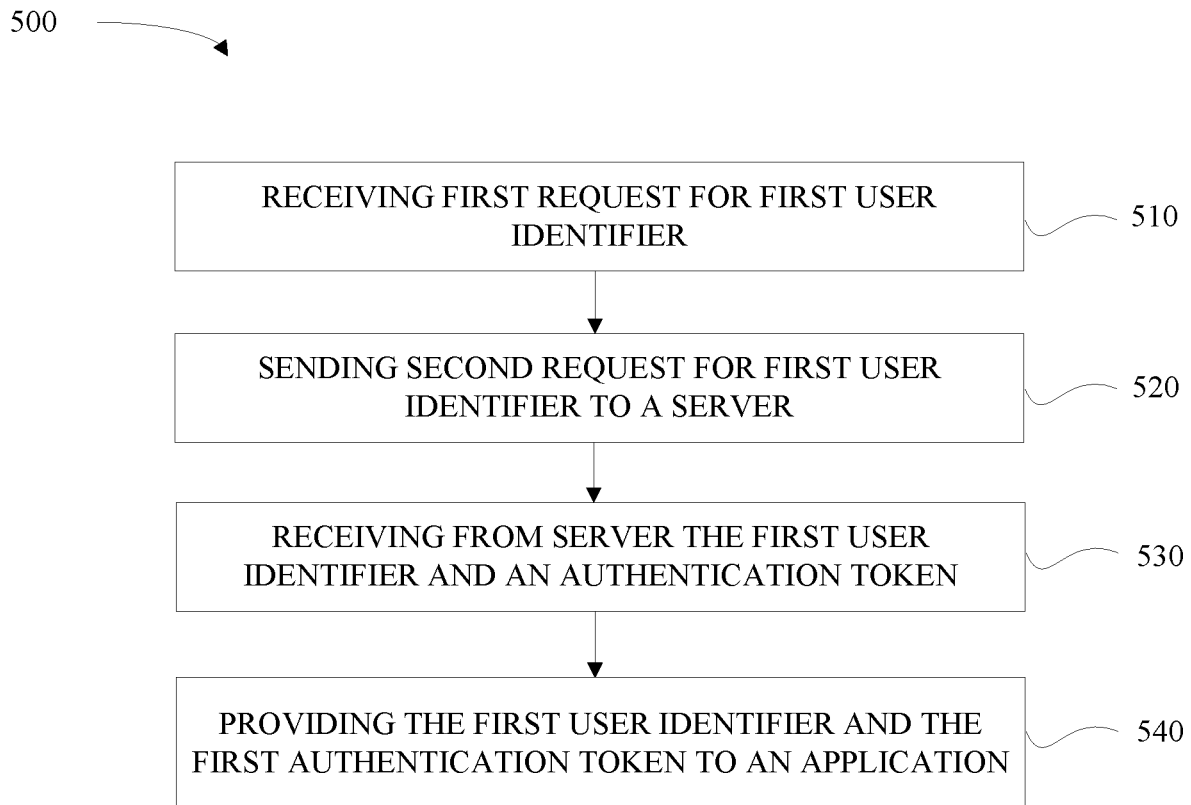 500
RECEIVING FIRST REQUEST FOR FIRST USER
IDENTIFIER
510
SENDING SECOND REQUEST FOR FIRST USER
IDENTIFIER TO A SERVER
520
RECEIVING FROM SERVER THE FIRST USER
IDENTIFIER AND AN AUTHENTICATION TOKEN
530
PROVIDING THE FIRST USER IDENTIFIER AND THE
FIRST AUTHENTICATION TOKEN TO AN APPLICATION
540